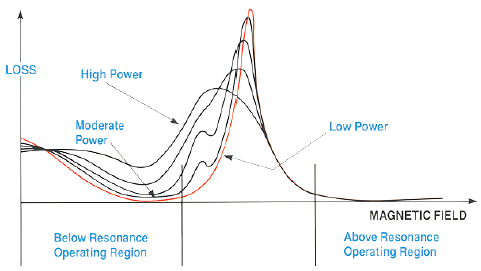 LOSS
High Power
Moderate
Power
Low Power
MAGNETIC FIELD
Below Resonance
Operating Region
Above Resonance
Operating Region